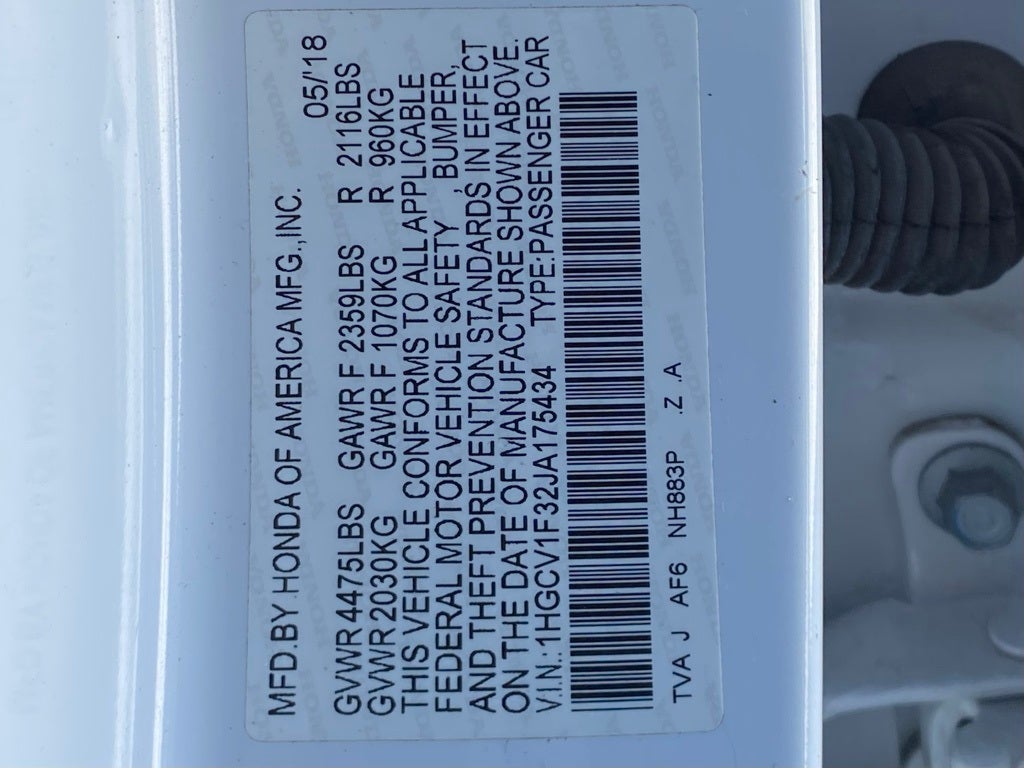 MFD.BY HONDA OF AMERICA MFG.,INC.
05/'18
GVWR 4475LBS GAWR F 2359LBS R 2116LBS
GVWR 2030KG GAWR F 1070KG R 960KG
THIS VEHICLE CONFORMS TO ALL APPLICABLE
FEDERAL MOTOR VEHICLE SAFETY , BUMPER,
AND THEFT PREVENTION STANDARDS IN EFFECT
ON THE DATE OF MANUFACTURE SHOWN ABOVE.
V.I.N.:1HGCV1F32JA175434 TYPE:PASSENGER CAR
TVA J AF6 NH883P .Z .A